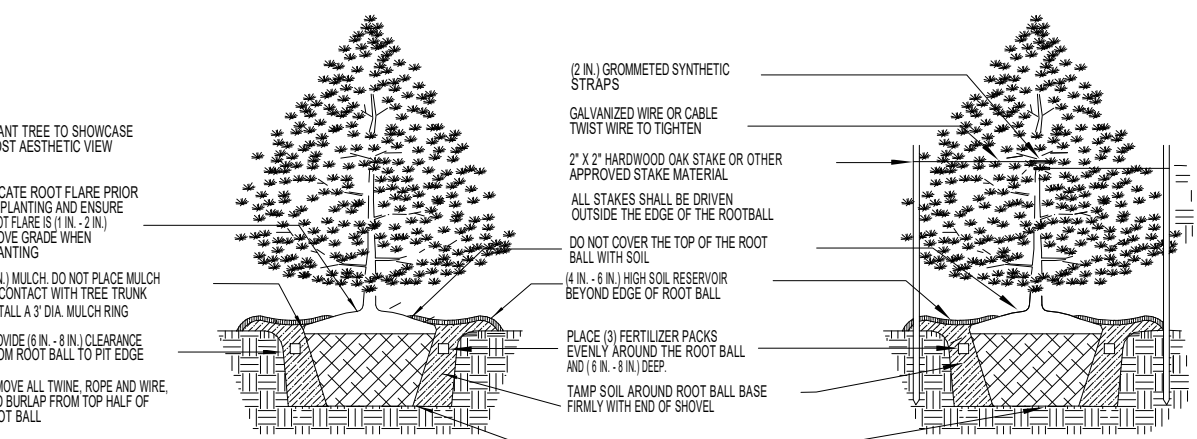 ANT TREE TO SHOWCASE
OST AESTHETIC VIEW
CATE ROOT FLARE PRIOR
PLANTING AND ENSURE
OT FLARE IS (1 IN. - 2 IN.)
OVE GRADE WHEN
ANTING
N.) MULCH. DO NOT PLACE MULCH
CONTACT WITH TREE TRUNK
TALL A 3' DIA. MULCH RING
OVIDE (6 IN. - 8 IN.) CLEARANCE
OM ROOT BALL TO PIT EDGE
MOVE ALL TWINE, ROPE AND WIRE,
D BURLAP FROM TOP HALF OF
OT BALL
(2 IN.) GROMMETED SYNTHETIC
STRAPS
GALVANIZED WIRE OR CABLE
TWIST WIRE TO TIGHTEN
2" X 2" HARDWOOD OAK STAKE OR OTHER
APPROVED STAKE MATERIAL
ALL STAKES SHALL BE DRIVEN
OUTSIDE THE EDGE OF THE ROOTBALL
DO NOT COVER THE TOP OF THE ROOT
BALL WITH SOIL
(4 IN. - 6 IN.) HIGH SOIL RESERVOIR
BEYOND EDGE OF ROOT BALL
PLACE (3) FERTILIZER PACKS
EVENLY AROUND THE ROOT BALL
AND ( 6 IN. - 8 IN.) DEEP.
TAMP SOIL AROUND ROOT BALL BASE
FIRMLY WITH END OF SHOVEL